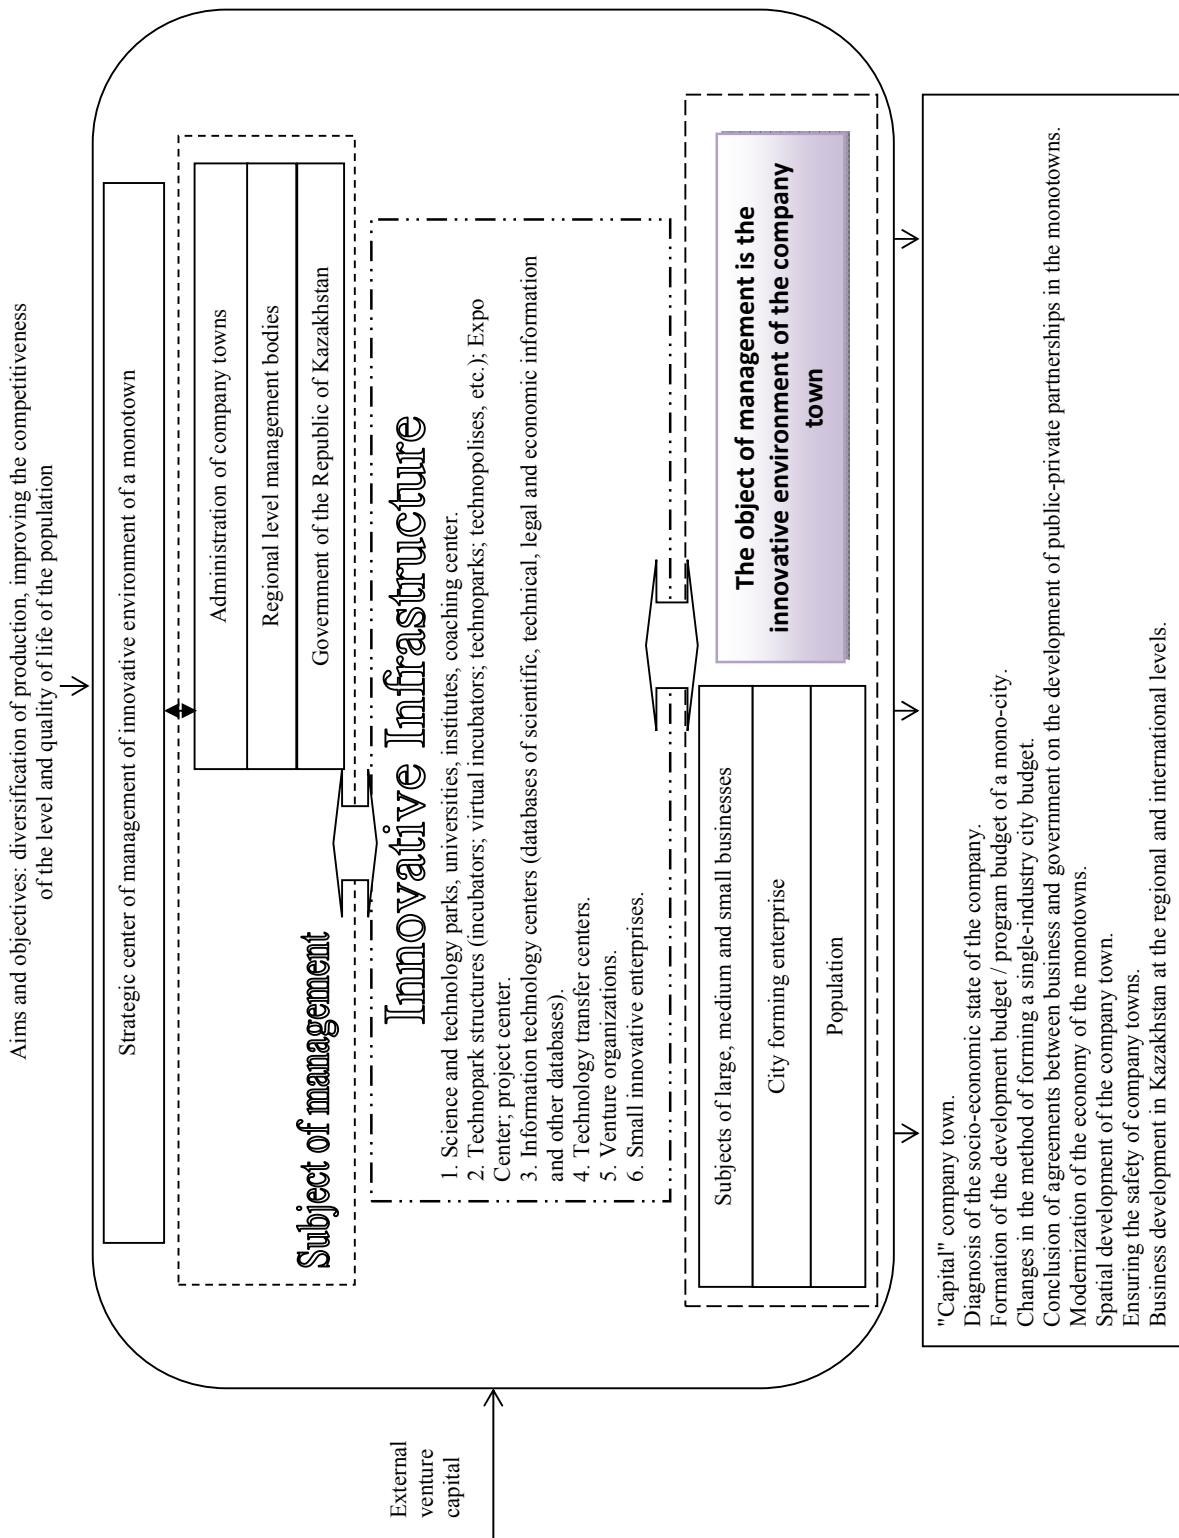 Aims and objectives: diversification of production, improving the competitiveness
of the level and quality of life of the population
Strategic center of management of innovative environment of a monotown
Administration of company towns
Regional level management bodies
Government of the Republic of Kazakhstan
Subject of management
Innovative Infrastructure
1. Science and technology parks, universities, institutes, coaching center.
2. Technopark structures (incubators; virtual incubators; technoparks; technopolises, etc.); Expo
Center; project center.
3. Information technology centers (databases of scientific, technical, legal and economic information
and other databases).
4. Technology transfer centers.
5. Venture organizations.
6. Small innovative enterprises.
External
venture
capital
Subjects of large, medium and small businesses
City forming enterprise
Population
The object of management is the
innovative environment of the company
town
"Capital" company town.
Diagnosis of the socio-economic state of the company.
Formation of the development budget / program budget of a mono-city.
Changes in the method of forming a single-industry city budget.
Conclusion of agreements between business and government on the development of public-private partnerships in the monotowns.
Modernization of the economy of the monotowns.
Spatial development of the company town.
Ensuring the safety of company towns.
Business development in Kazakhstan at the regional and international levels.